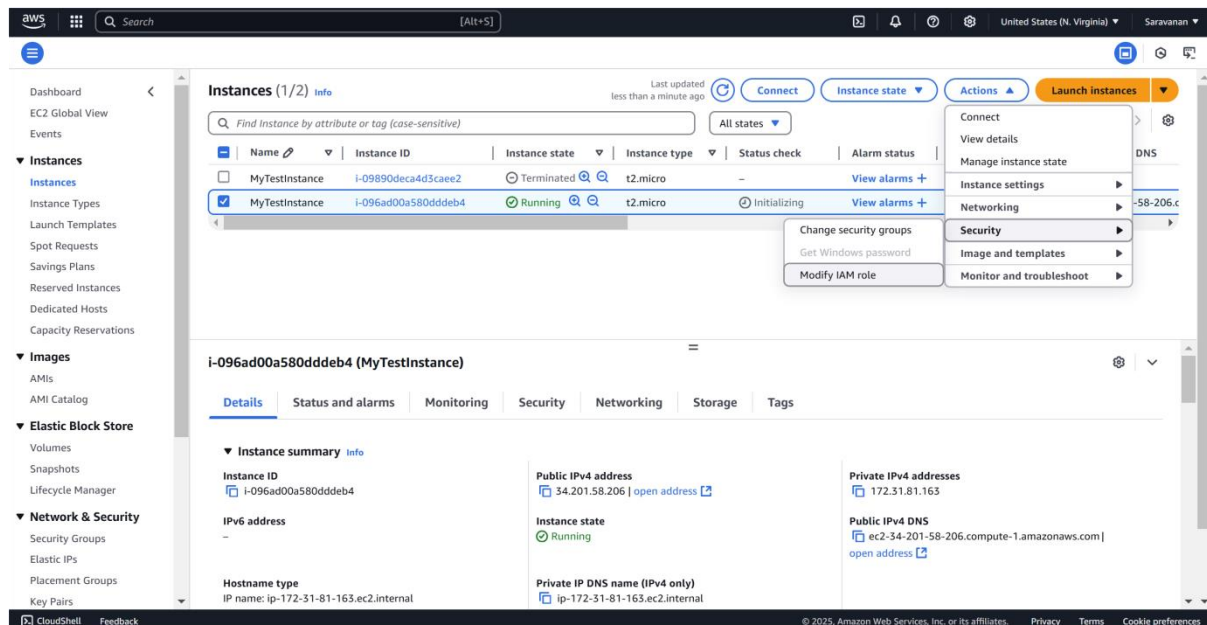 aws Search [Alt+S] United States (N. Virginia) Saravanan
Dashboard
EC2 Global View
Events
Instances
Instances
Instance Types
Launch Templates
Spot Requests
Savings Plans
Reserved Instances
Dedicated Hosts
Capacity Reservations
Images
AMIs
AMI Catalog
Elastic Block Store
Volumes
Snapshots
Lifecycle Manager
Network & Security
Security Groups
Elastic IPs
Placement Groups
Key Pairs
Instances (1/2) Info
Last updated
less than a minute ago
Connect Instance state Actions Launch instances
Find Instance by attribute or tag (case-sensitive) All states
Name Instance ID Instance state Instance type Status check Alarm status DNS
MyTestInstance i-09890deca4d3caee2 Terminated t2.micro – View alarms +
MyTestInstance i-096ad00a580dddeb4 Running t2.micro Initializing View alarms + -58-206.c
Connect
View details
Manage instance state
Instance settings
Networking
Security
Image and templates
Monitor and troubleshoot
Change security groups
Get Windows password
Modify IAM role
i-096ad00a580dddeb4 (MyTestInstance)
Details Status and alarms Monitoring Security Networking Storage Tags
Instance summary Info
Instance ID
i-096ad00a580dddeb4
Public IPv4 address
34.201.58.206 | open address
Private IPv4 addresses
172.31.81.163
IPv6 address
–
Instance state
Running
Public IPv4 DNS
ec2-34-201-58-206.compute-1.amazonaws.com |
open address
Hostname type
IP name: ip-172-31-81-163.ec2.internal
Private IP DNS name (IPv4 only)
ip-172-31-81-163.ec2.internal
CloudShell Feedback © 2025, Amazon Web Services, Inc. or its affiliates. Privacy Terms Cookie preferences